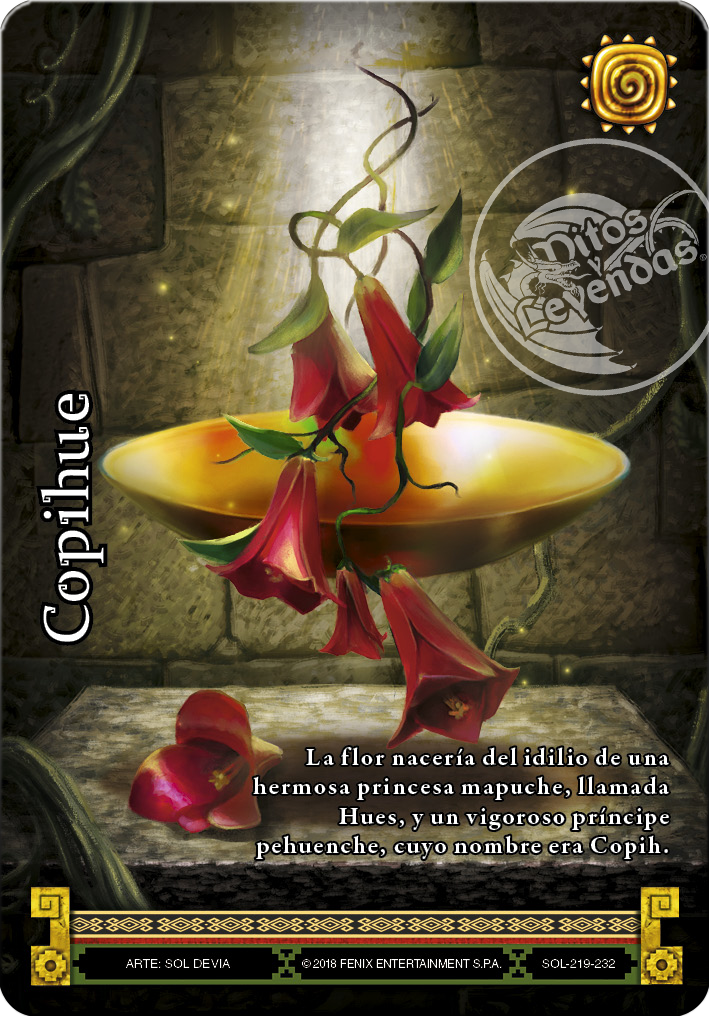 Mitos
y
Leyendas
Copihue
La flor nacería del idilio de una
hermosa princesa mapuche, llamada
Hues, y un vigoroso príncipe
pehuenche, cuyo nombre era Copih.
ARTE: SOL DEVIA
© 2018 FENIX ENTERTAINMENT S.P.A.
SOL-219-232